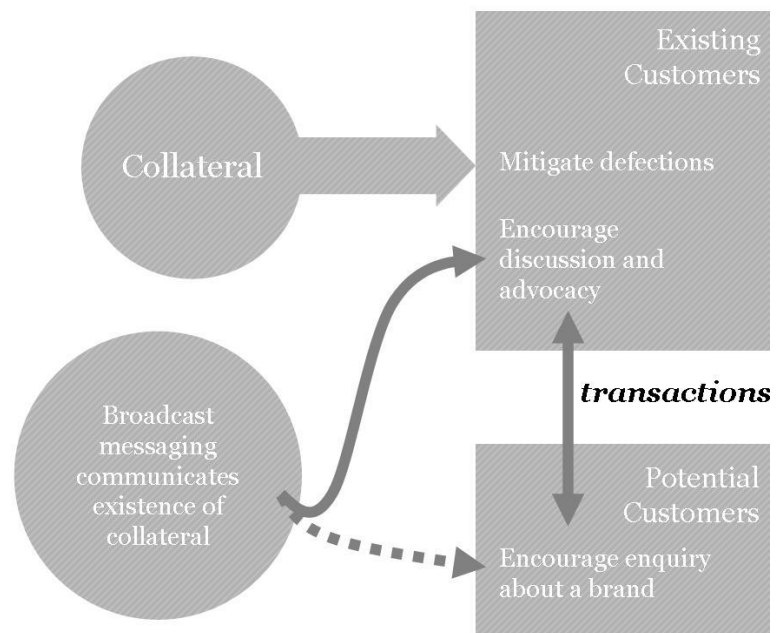 Existing
Customers
Collateral
Mitigate defections
Encourage
discussion and
advocacy
transactions
Broadcast
messaging
communicates
existence of
collateral
Potential
Customers
Encourage enquiry
about a brand